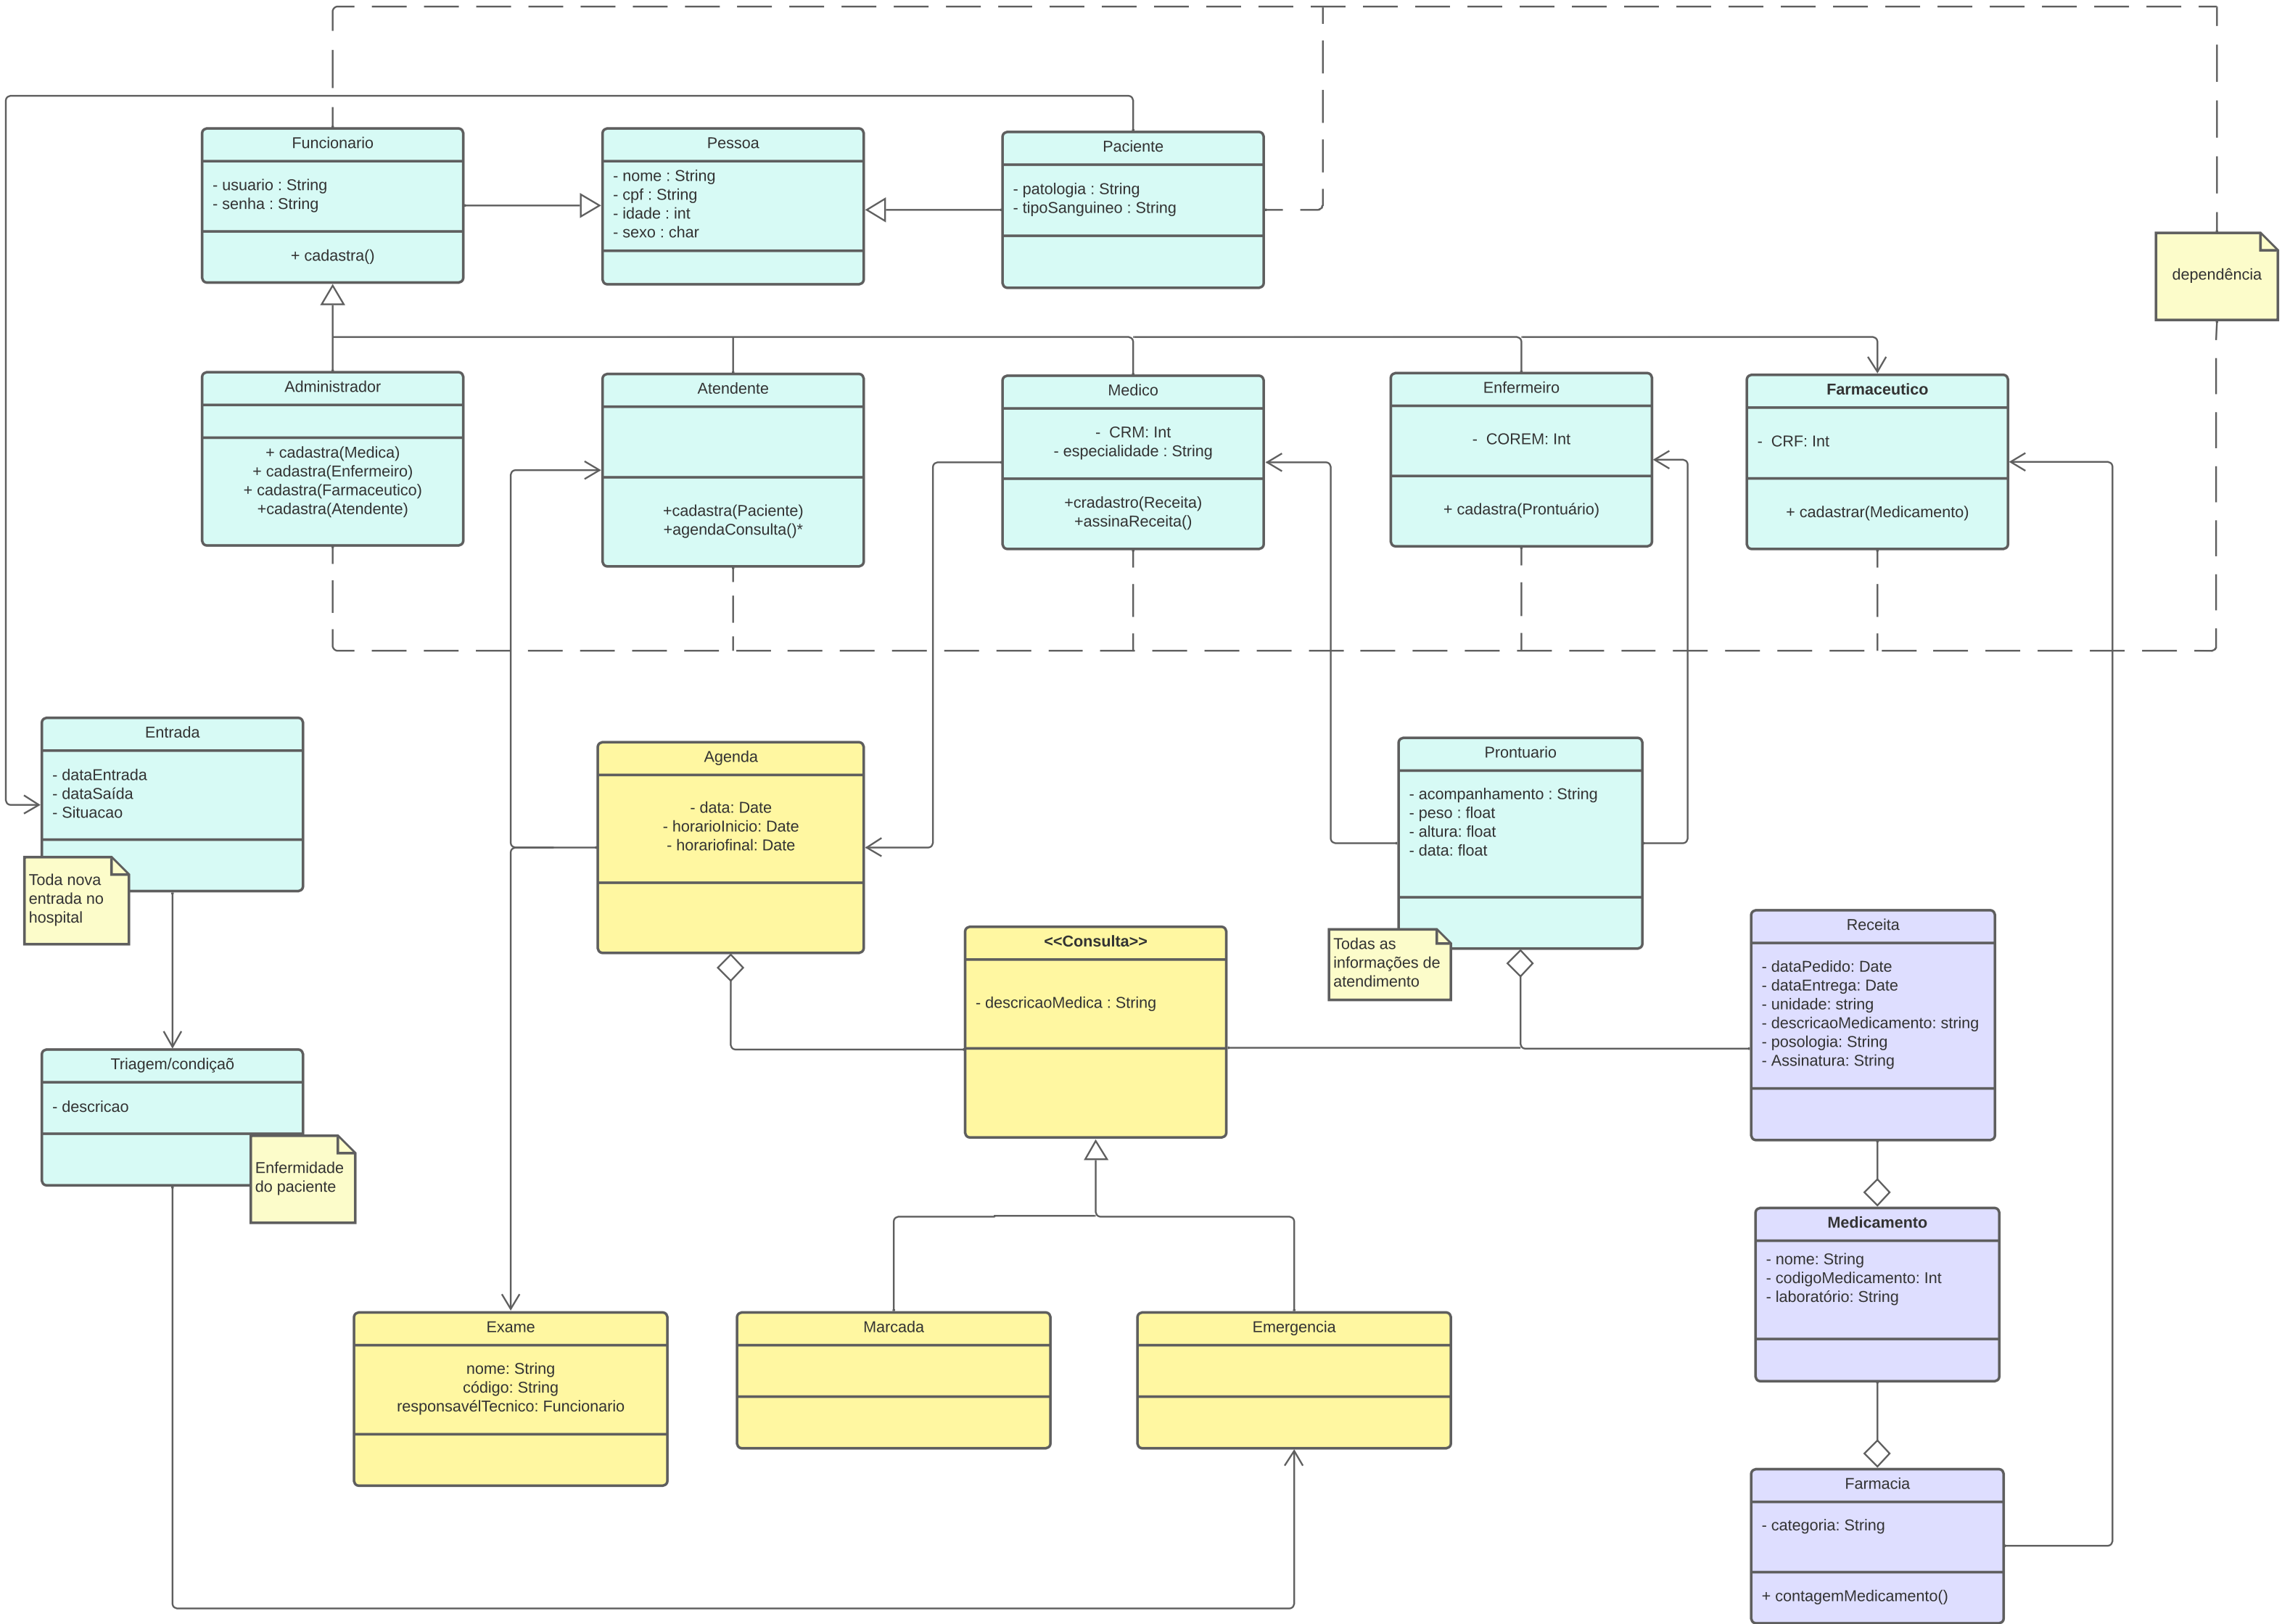 Funcionario
- usuario : String
- senha : String
+ cadastra()
Pessoa
- nome : String
- cpf : String
- idade : int
- sexo : char
Paciente
- patologia : String
- tipoSanguineo : String
dependência
Administrador
+ cadastra(Medica)
+ cadastra(Enfermeiro)
+ cadastra(Farmaceutico)
+cadastra(Atendente)
Atendente
+cadastra(Paciente)
+agendaConsulta()*
Medico
- CRM: Int
- especialidade : String
+cradastro(Receita)
+assinaReceita()
Enfermeiro
- COREM: Int
+ cadastra(Prontuário)
Farmaceutico
- CRF: Int
+ cadastrar(Medicamento)
Entrada
- dataEntrada
- dataSaída
- Situacao
Toda nova
entrada no
hospital
Agenda
- data: Date
- horarioInicio: Date
- horariofinal: Date
Prontuario
- acompanhamento : String
- peso : float
- altura: float
- data: float
Todas as
informações de
atendimento
<<Consulta>>
- descricaoMedica : String
Receita
- dataPedido: Date
- dataEntrega: Date
- unidade: string
- descricaoMedicamento: string
- posologia: String
- Assinatura: String
Triagem/condiçaõ
- descricao
Enfermidade
do paciente
Medicamento
- nome: String
- codigoMedicamento: Int
- laboratório: String
Exame
nome: String
código: String
responsavélTecnico: Funcionario
Marcada
Emergencia
Farmacia
- categoria: String
+ contagemMedicamento()